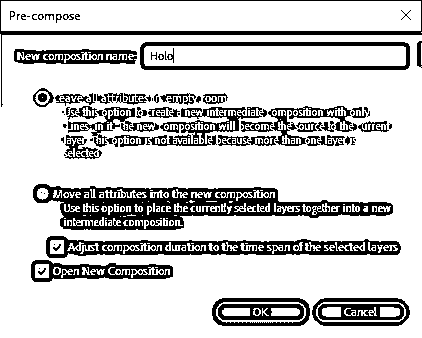 Pre-compose
New composition name: Holo
Leave all attributes in empty room
Use this option to create a new intermediate composition with only
in it the new composition will become the source to the current
layer this option is not available because more than one layer is
selected
Move all attributes into the new composition
Use this option to place the currently selected layers together into a new
intermediate composition.
Adjust composition duration to the time span of the selected layers
Open New Composition
OK Cancel